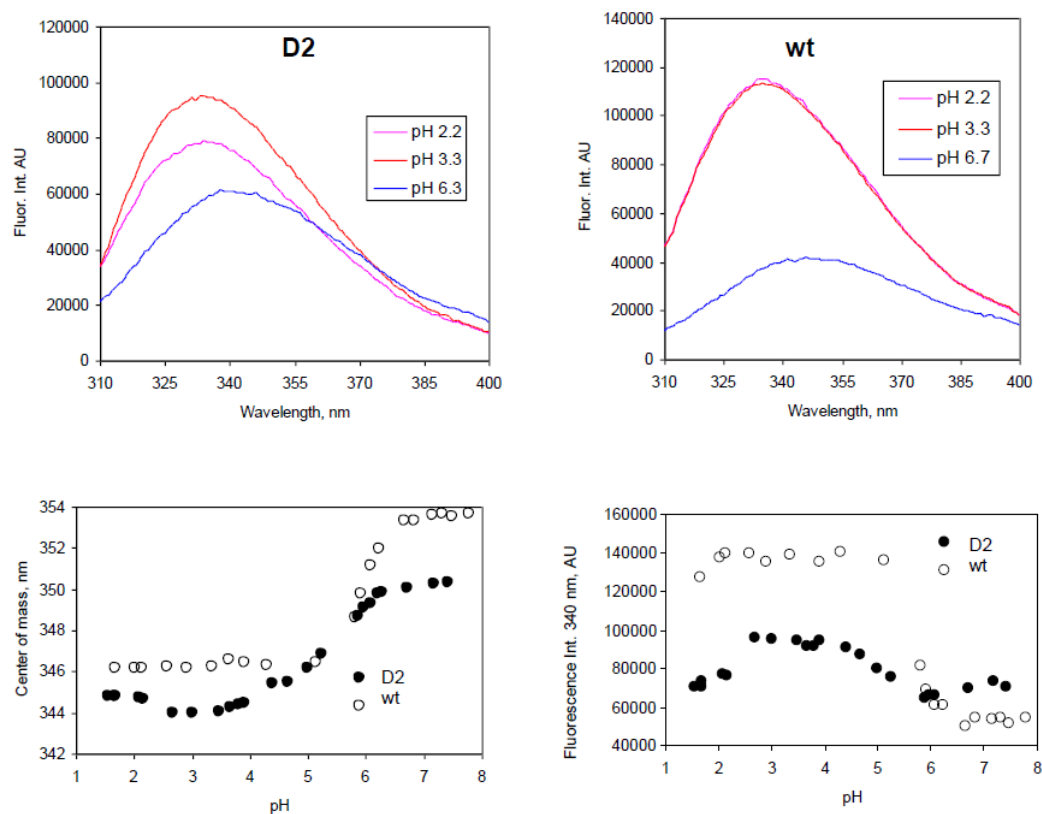 D2
120000
100000
80000
60000
40000
20000
0
Fluor. Int. AU
310
325
340
355
370
385
400
Wavelength, nm
pH 2.2
pH 3.3
pH 6.3
wt
140000
120000
100000
80000
60000
40000
20000
0
Fluor. Int. AU
310
325
340
355
370
385
400
Wavelength, nm
pH 2.2
pH 3.3
pH 6.7
354
352
350
348
346
344
342
Center of mass, nm
1
2
3
4
5
6
7
8
pH
D2
wt
160000
140000
120000
100000
80000
60000
40000
Fluorescence Int. 340 nm, AU
1
2
3
4
5
6
7
8
pH
D2
wt